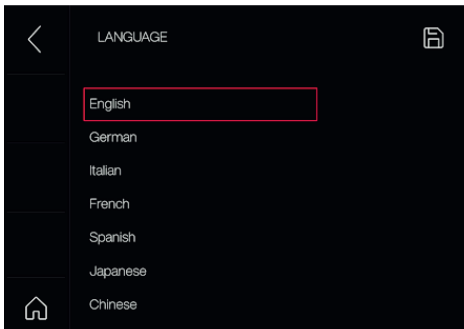 LANGUAGE
English
German
Italian
French
Spanish
Japanese
Chinese